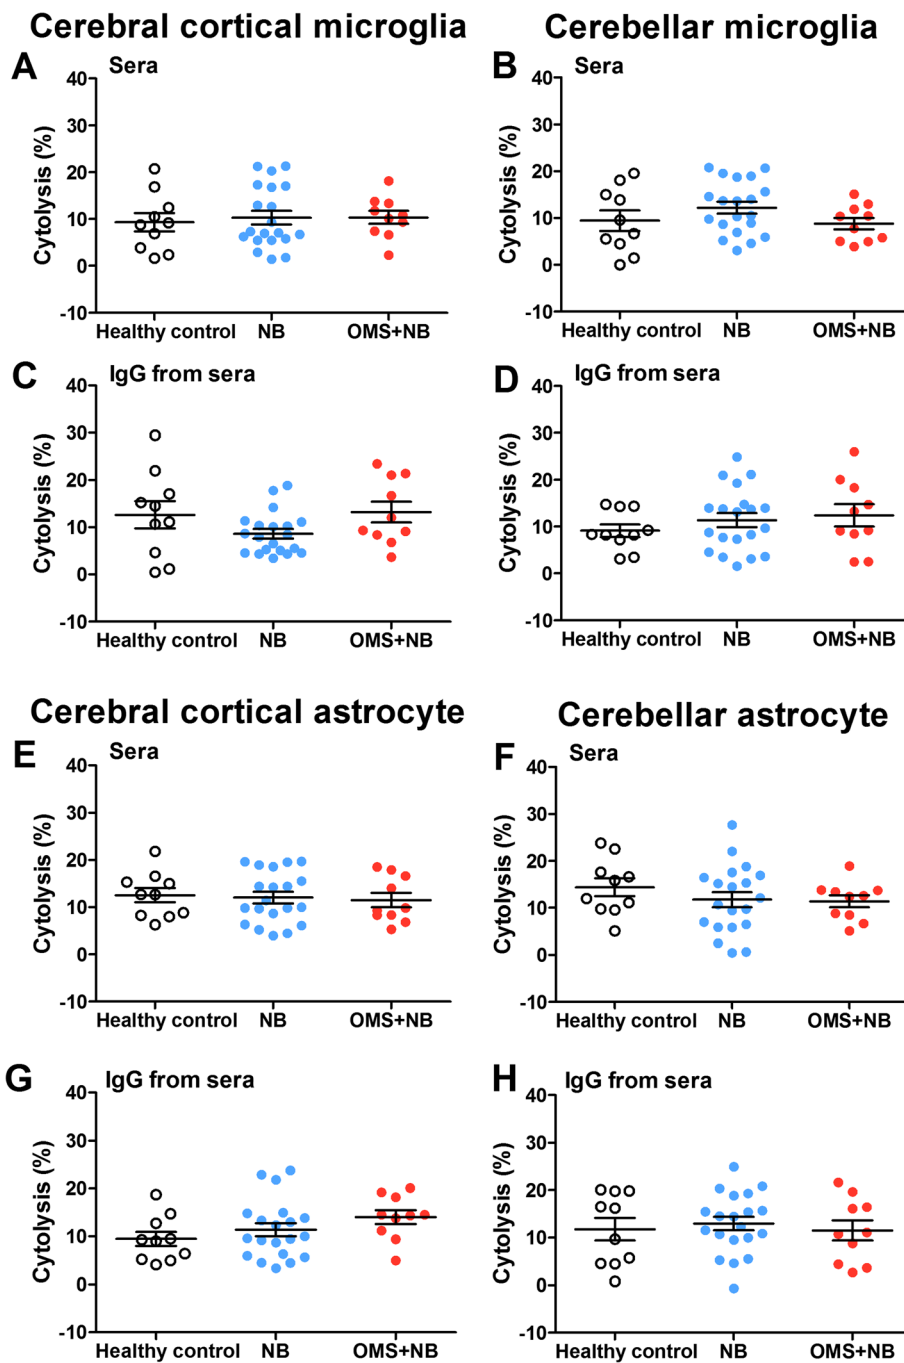 Cerebral cortical microglia
Cerebellar microglia
A
Sera
Cytolysis (%)
40
30
20
10
0
-10
Healthy control
NB
OMS+NB
B
Sera
Cytolysis (%)
40
30
20
10
0
-10
Healthy control
NB
OMS+NB
C
IgG from sera
Cytolysis (%)
40
30
20
10
0
-10
Healthy control
NB
OMS+NB
D
IgG from sera
Cytolysis (%)
40
30
20
10
0
-10
Healthy control
NB
OMS+NB
Cerebral cortical astrocyte
Cerebellar astrocyte
E
Sera
Cytolysis (%)
40
30
20
10
0
-10
Healthy control
NB
OMS+NB
F
Sera
Cytolysis (%)
40
30
20
10
0
-10
Healthy control
NB
OMS+NB
G
IgG from sera
Cytolysis (%)
40
30
20
10
0
-10
Healthy control
NB
OMS+NB
H
IgG from sera
Cytolysis (%)
40
30
20
10
0
-10
Healthy control
NB
OMS+NB